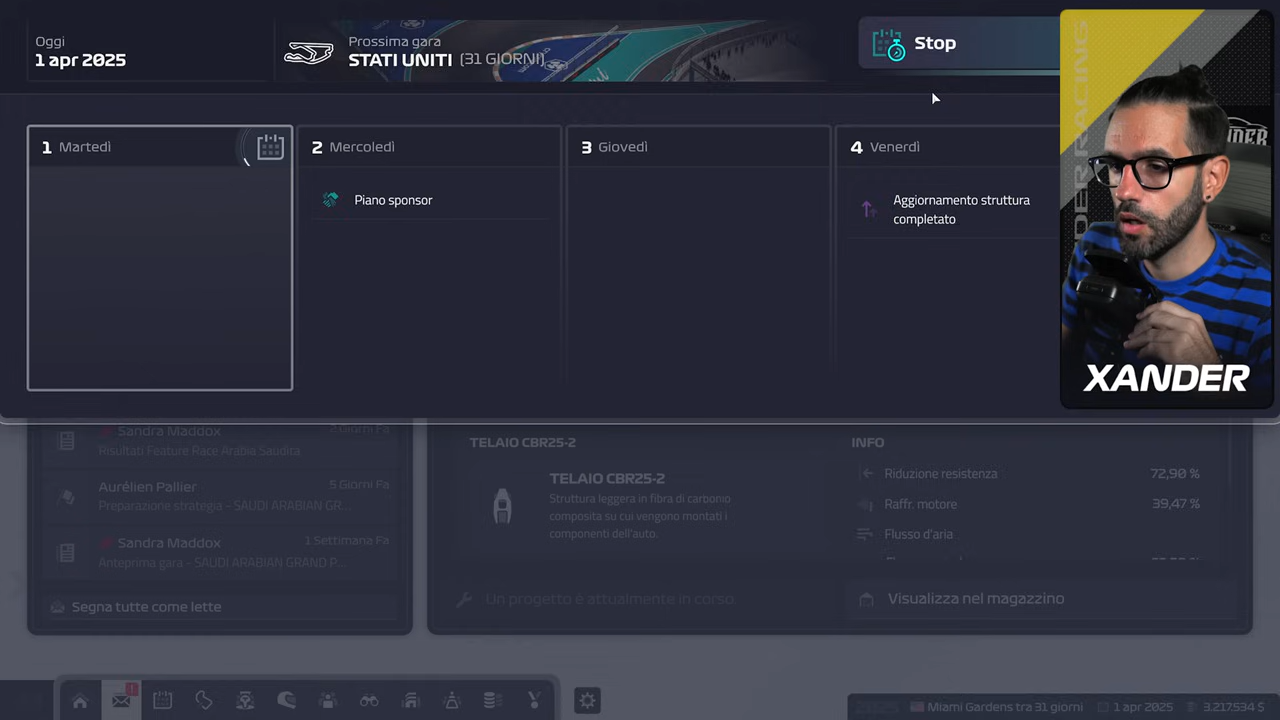 Oggi
1 apr 2025
Prossima gara
STATI UNITI (31 GIORNI)
Stop
1 Martedì
2 Mercoledì
3 Giovedì
4 Venerdì
Piano sponsor
Aggiornamento struttura
completato
XANDER
Sandra Maddox
2 Giorni Fa
Risultati Feature Race Arabia Saudita
Aurélien Pallier
5 Giorni Fa
Preparazione strategia - SAUDI ARABIAN GR...
Sandra Maddox
1 Settimana Fa
Anteprima gara - SAUDI ARABIAN GRAND P...
Segna tutte come lette
TELAIO CBR25-2
TELAIO CBR25-2
Struttura leggera in fibra di carbonio
composita su cui vengono montati i
componenti dell'auto.
INFO
Riduzione resistenza
72,90 %
Raffr. motore
39,47 %
Flusso d'aria
Un progetto è attualmente in corso
Visualizza nel magazzino
Miami Gardens tra 31 giorni
1 apr 2025
3.217.534 $